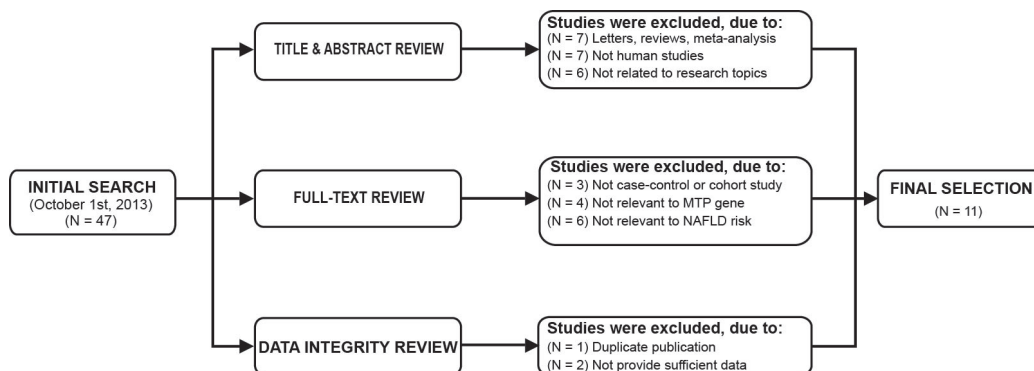 INITIAL SEARCH
(October 1st, 2013)
(N = 47)
TITLE & ABSTRACT REVIEW
Studies were excluded, due to:
(N = 7) Letters, reviews, meta-analysis
(N = 7) Not human studies
(N = 6) Not related to research topics
FULL-TEXT REVIEW
Studies were excluded, due to:
(N = 3) Not case-control or cohort study
(N = 4) Not relevant to MTP gene
(N = 6) Not relevant to NAFLD risk
DATA INTEGRITY REVIEW
Studies were excluded, due to:
(N = 1) Duplicate publication
(N = 2) Not provide sufficient data
FINAL SELECTION
(N = 11)